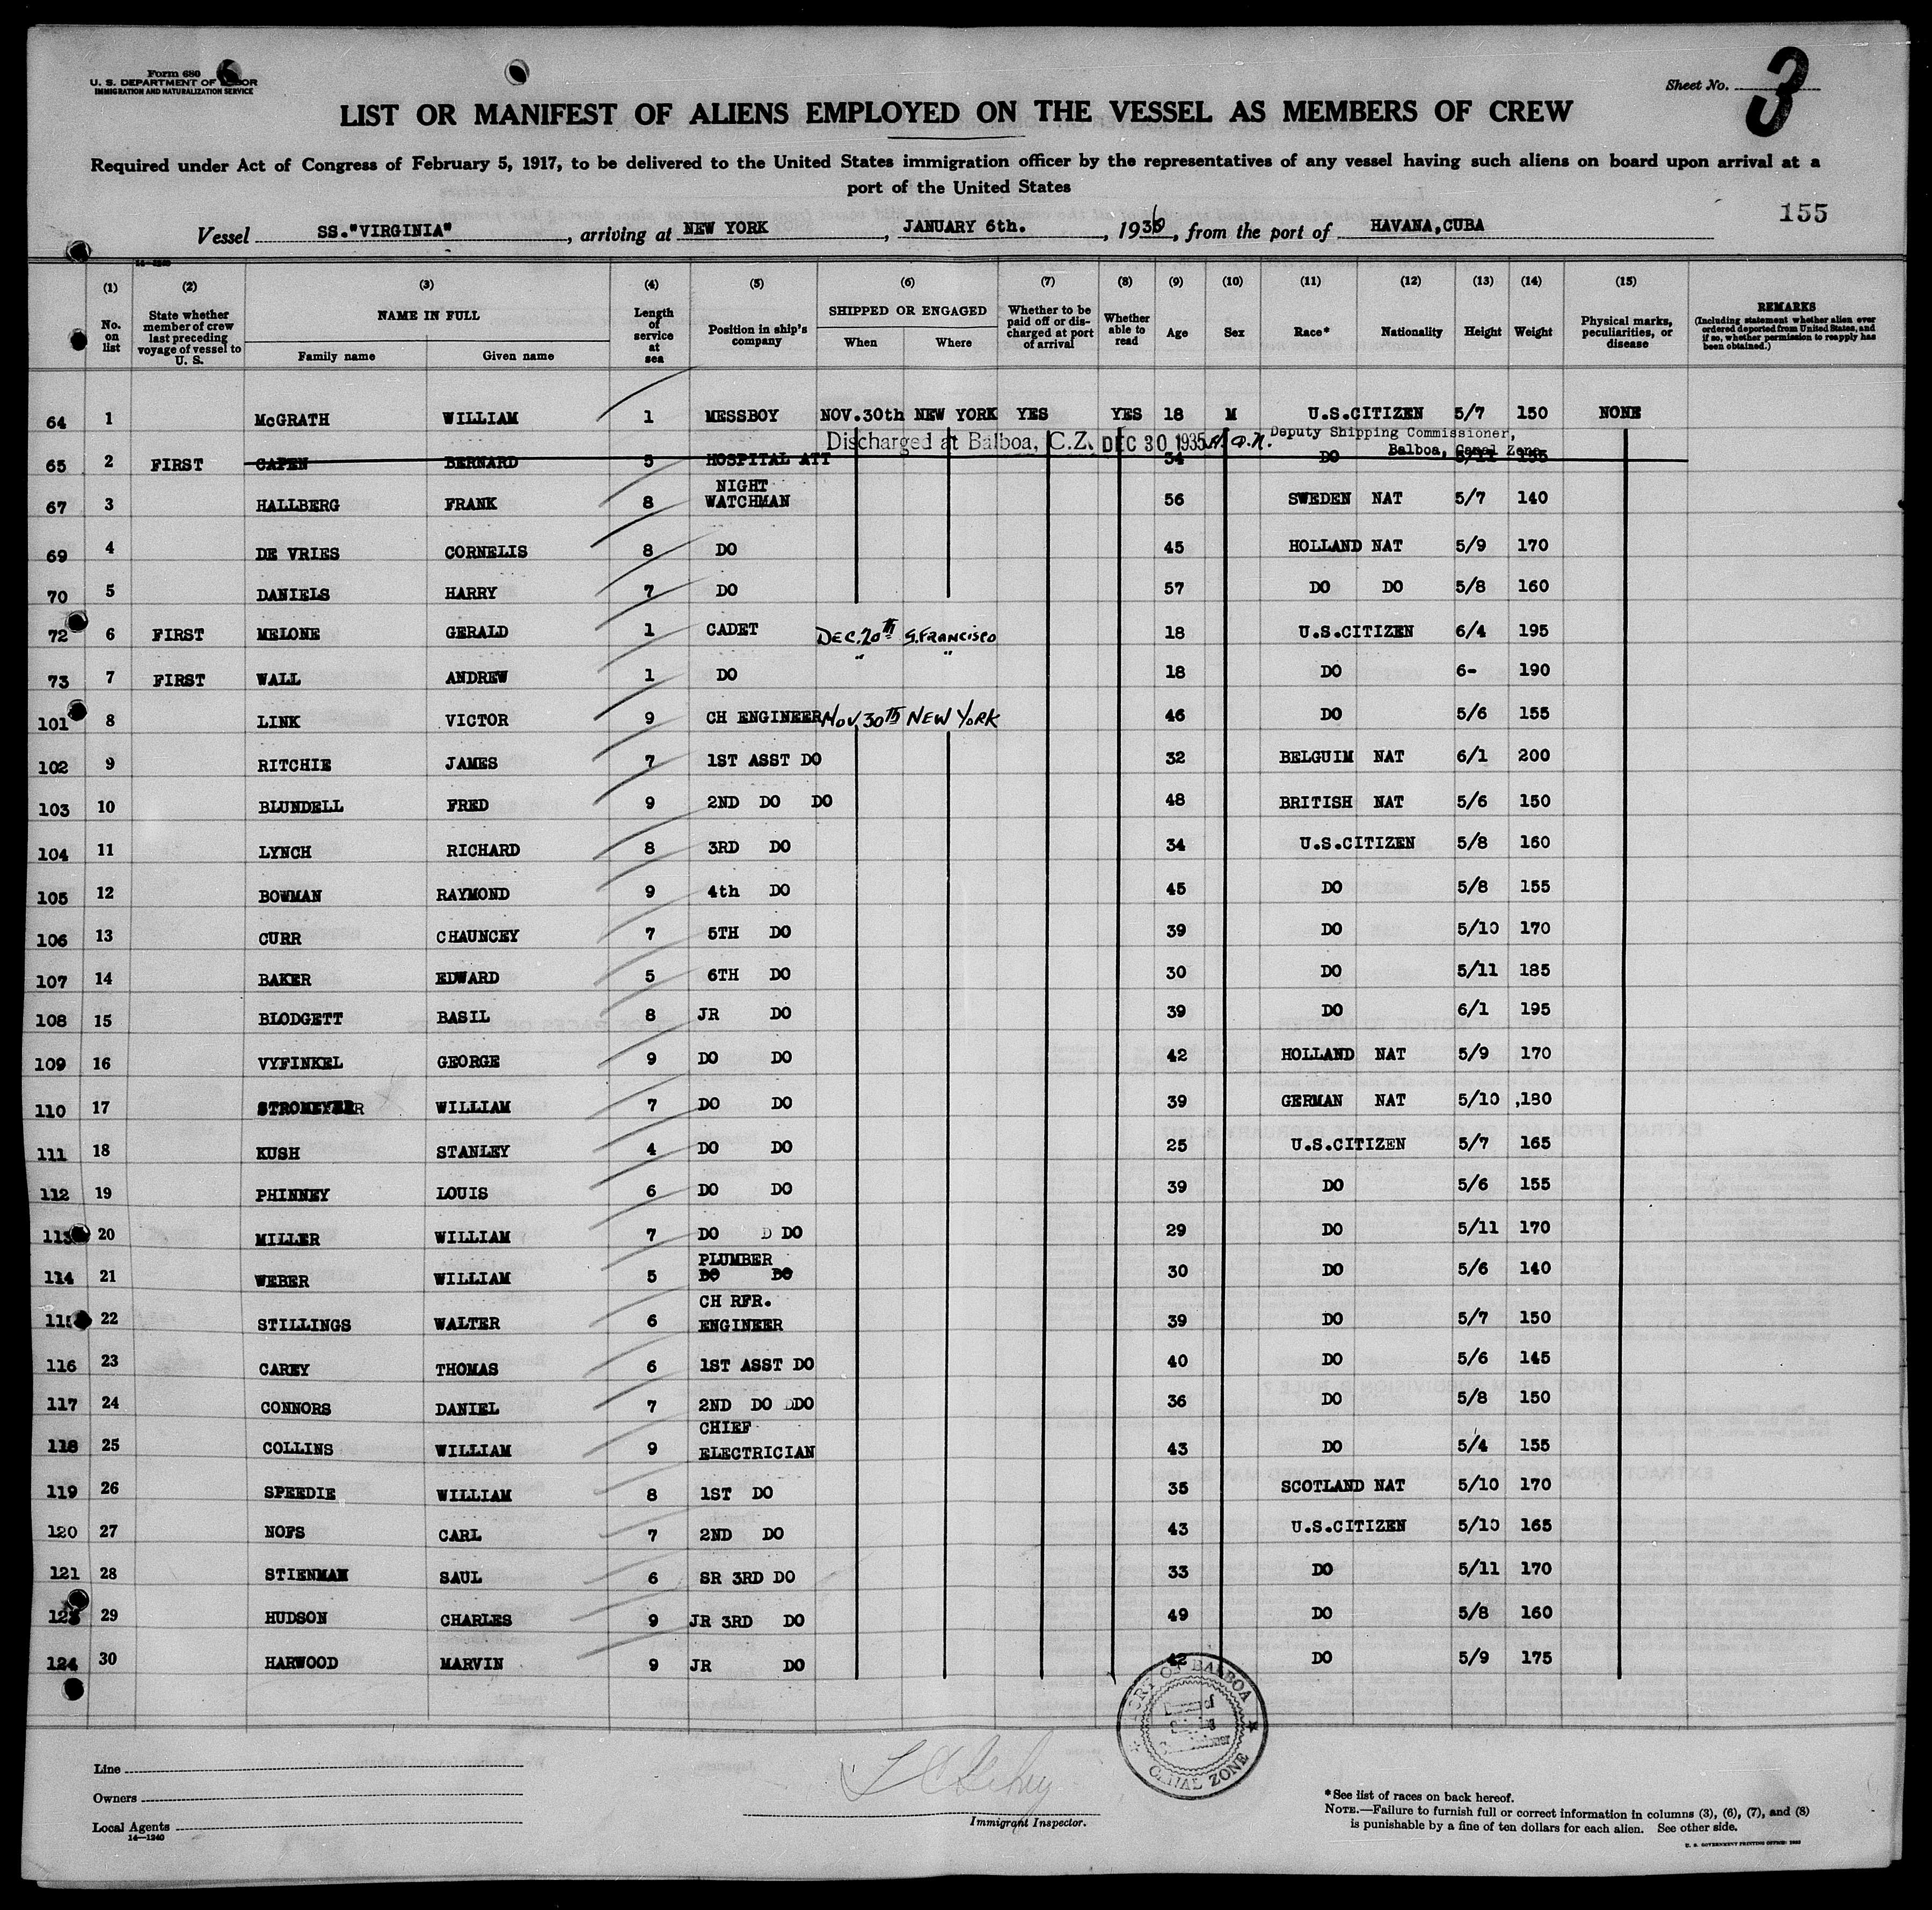 Form 680
U. S. DEPARTMENT OF LABOR
IMMIGRATION AND NATURALIZATION SERVICE
Sheet No. 3
LIST OR MANIFEST OF ALIENS EMPLOYED ON THE VESSEL AS MEMBERS OF CREW
Required under Act of Congress of February 5, 1917, to be delivered to the United States immigration officer by the representatives of any vessel having such aliens on board upon arrival at a
port of the United States
155
Vessel SS."VIRGINIA", arriving at NEW YORK, JANUARY 6th., 1936, from the port of HAVANA,CUBA
(1) (2) (3) (4) (5) (6) (7) (8) (9) (10) (11) (12) (13) (14) (15)
No. on list State whether member of crew last preceding voyage of vessel to U. S. NAME IN FULL Family name Given name Length of service at sea Position in ship's company SHIPPED OR ENGAGED When Where Whether to be paid off or discharged at port of arrival Whether able to read Age Sex Race* Nationality Height Weight Physical marks, peculiarities, or disease REMARKS (Including statement whether alien ever ordered deported from United States, and if so, whether permission to reapply has been obtained.)
64 1 McGRATH WILLIAM 1 MESSBOY NOV.30th NEW YORK YES YES 18 M U.S.CITIZEN 5/7 150 NONE
Discharged at Balboa, C.Z. DEC 30 1935 Deputy Shipping Commissioner,
Balboa, Canal Zone
65 2 FIRST CAPEN BERNARD 5 HOSPITAL ATT 34 DO 5/11 155
67 3 HALLBERG FRANK 8 NIGHT WATCHMAN 56 SWEDEN NAT 5/7 140
69 4 DE VRIES CORNELIS 8 DO 45 HOLLAND NAT 5/9 170
70 5 DANIELS HARRY 7 DO 57 DO DO 5/8 160
72 6 FIRST MELONE GERALD 1 CADET DEC.20TH S.FRANCISCO 18 U.S.CITIZEN 6/4 195
73 7 FIRST WALL ANDREW 1 DO " " 18 DO 6- 190
101 8 LINK VICTOR 9 CH ENGINEER NOV.30TH NEW YORK 46 DO 5/6 155
102 9 RITCHIE JAMES 7 1ST ASST DO 32 BELGUIM NAT 6/1 200
103 10 BLUNDELL FRED 9 2ND DO DO 48 BRITISH NAT 5/6 150
104 11 LYNCH RICHARD 8 3RD DO 34 U.S.CITIZEN 5/8 160
105 12 BOWMAN RAYMOND 9 4th DO 45 DO 5/8 155
106 13 CURR CHAUNCEY 7 5TH DO 39 DO 5/10 170
107 14 BAKER EDWARD 5 6TH DO 30 DO 5/11 185
108 15 BLODGETT BASIL 8 JR DO 39 DO 6/1 195
109 16 VYFINKEL GEORGE 9 DO DO 42 HOLLAND NAT 5/9 170
110 17 STROMEYER WILLIAM 7 DO DO 39 GERMAN NAT 5/10 ,180
111 18 KUSH STANLEY 4 DO DO 25 U.S.CITIZEN 5/7 165
112 19 PHINNEY LOUIS 6 DO DO 39 DO 5/6 155
113 20 MILLER WILLIAM 7 DO D DO 29 DO 5/11 170
114 21 WEBER WILLIAM 5 PLUMBER DO DO 30 DO 5/6 140
22 STILLINGS WALTER 6 CH RFR. ENGINEER 39 DO 5/7 150
116 23 CAREY THOMAS 6 1ST ASST DO 40 DO 5/6 145
117 24 CONNORS DANIEL 7 2ND DO DDO 36 DO 5/8 150
118 25 COLLINS WILLIAM 9 CHIEF ELECTRICIAN 43 DO 5/4 155
119 26 SPEEDIE WILLIAM 8 1ST DO 35 SCOTLAND NAT 5/10 170
120 27 NOFS CARL 7 2ND DO 43 U.S.CITIZEN 5/10 165
121 28 STIENMAN SAUL 6 SR 3RD DO 33 DO 5/11 170
29 HUDSON CHARLES 9 JR 3RD DO 49 DO 5/8 160
124 30 HARWOOD MARVIN 9 JR DO 42 DO 5/9 175
PORT OF BALBOA
CANAL ZONE
Line
Owners
Local Agents
14—1240
Immigrant Inspector.
*See list of races on back hereof.
NOTE.—Failure to furnish full or correct information in columns (3), (6), (7), and (8)
is punishable by a fine of ten dollars for each alien. See other side.
U. S. GOVERNMENT PRINTING OFFICE: